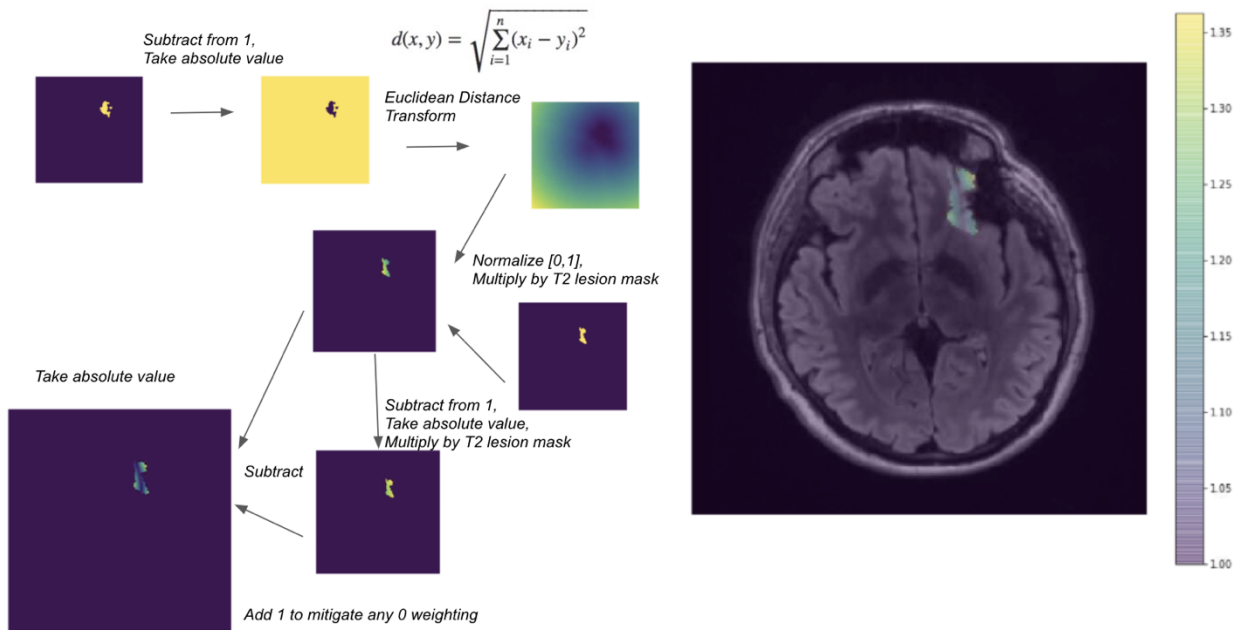 Subtract from 1,
Take absolute value
d(x, y) = √ n ∑ i=1 (xi − yi)²
Euclidean Distance
Transform
Normalize [0,1],
Multiply by T2 lesion mask
Take absolute value
Subtract from 1,
Take absolute value,
Multiply by T2 lesion mask
Subtract
Add 1 to mitigate any 0 weighting
1.35
1.30
1.25
1.20
1.15
1.10
1.05
1.00